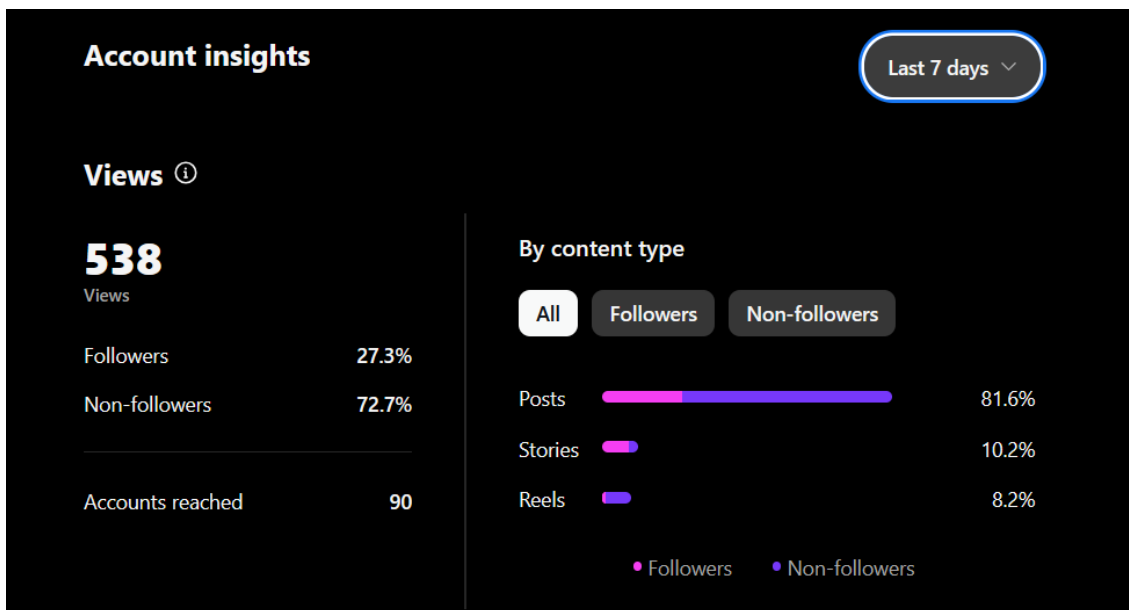 Account insights
Last 7 days
Views
538
Views
Followers 27.3%
Non-followers 72.7%
Accounts reached 90
By content type
All Followers Non-followers
Posts 81.6%
Stories 10.2%
Reels 8.2%
Followers Non-followers